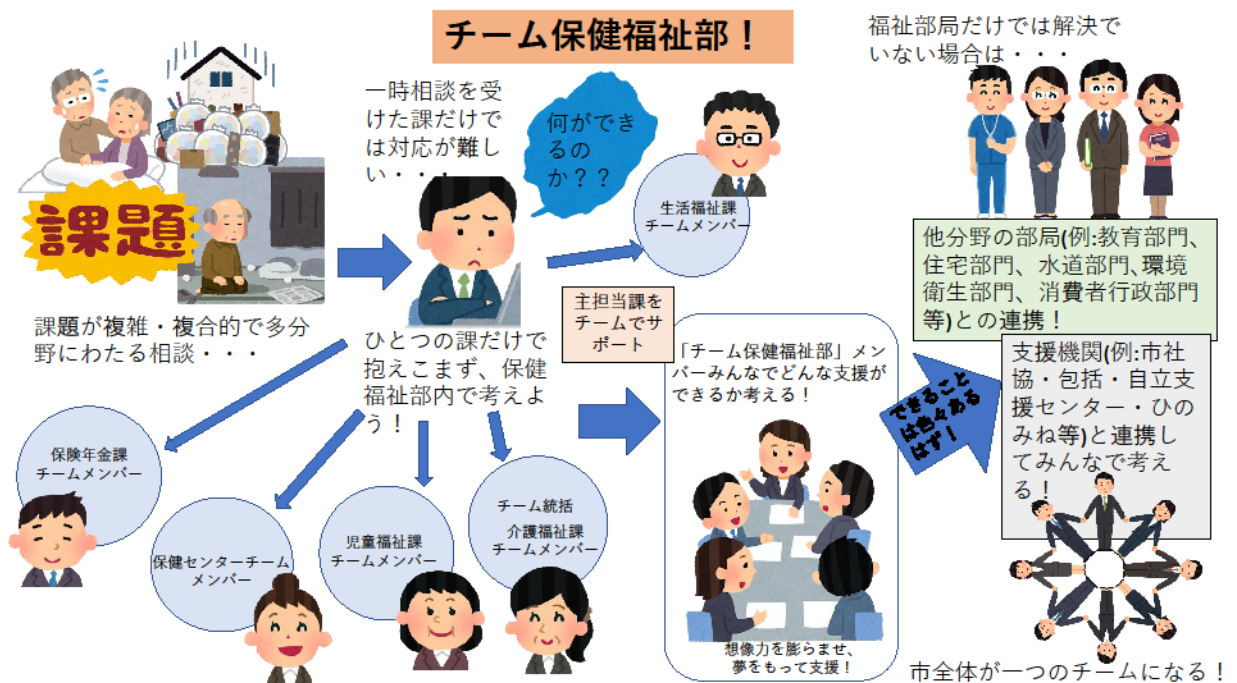 チーム保健福祉部！
課題
課題が複雑・複合的で多分
野にわたる相談・・・
一時相談を受
けた課だけで
は対応が難し
い・・・
何ができ
るの
か？？
ひとつの課だけで
抱えこまず、保健
福祉部内で考えよ
う！
生活福祉課
チームメンバー
主担当課を
チームでサ
ポート
保険年金課
チームメンバー
保健センターチーム
メンバー
児童福祉課
チームメンバー
チーム統括
介護福祉課
チームメンバー
「チーム保健福祉部」メン
バーみんなでどんな支援が
できるか考える！
想像力を膨らませ、
夢をもって支援！
できること
は色々ある
はず！
福祉部局だけでは解決で
いない場合は・・・
他分野の部局(例:教育部門、
住宅部門、水道部門、環境
衛生部門、消費者行政部門
等)との連携！
支援機関(例:市社
協・包括・自立支
援センター・ひの
みね等)と連携し
てみんなで考え
る！
市全体が一つのチームになる！